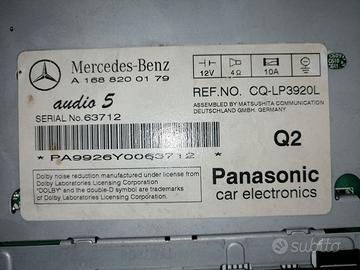 Mercedes-Benz
A 168 820 01 79
audio 5
SERIAL No. 63712
* PA9926Y0063712 *
Dolby noise reduction manufactured under license from
Dolby Laboratories Licensing Corporation.
"DOLBY" and the double-D symbol are trademarks
of Dolby Laboratories Licensing Corporation
12V
4Ω
10A
REF.NO. CQ-LP3920L
ASSEMBLED BY MATSUSHITA COMMUNICATION
DEUTSCHLAND GMBH. GERMANY
Q2
Panasonic
car electronics
subito